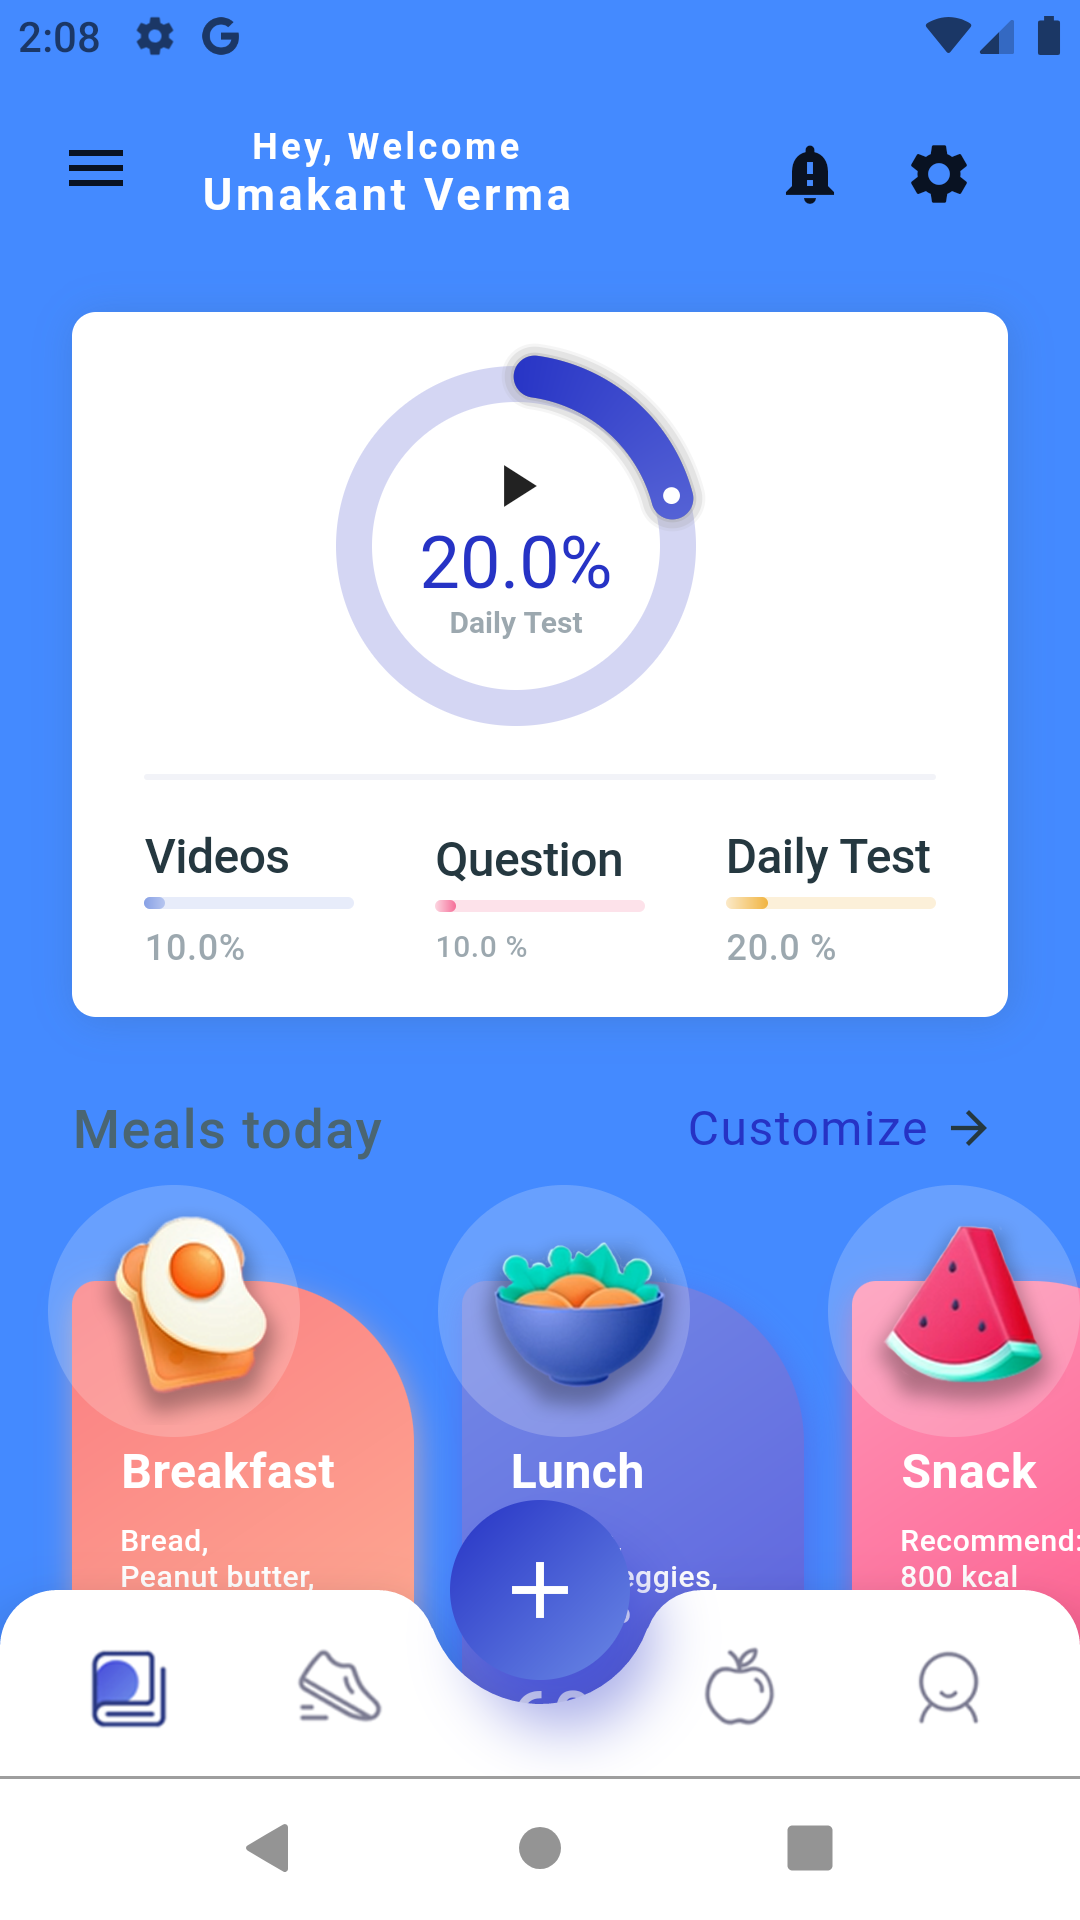 2:08
Hey, Welcome
Umakant Verma
20.0%
Daily Test
Videos
Question
Daily Test
10.0%
10.0 %
20.0 %
Meals today
Customize
Breakfast
Lunch
Snack
Bread,
Peanut butter,
eggies,
Recommend:
800 kcal